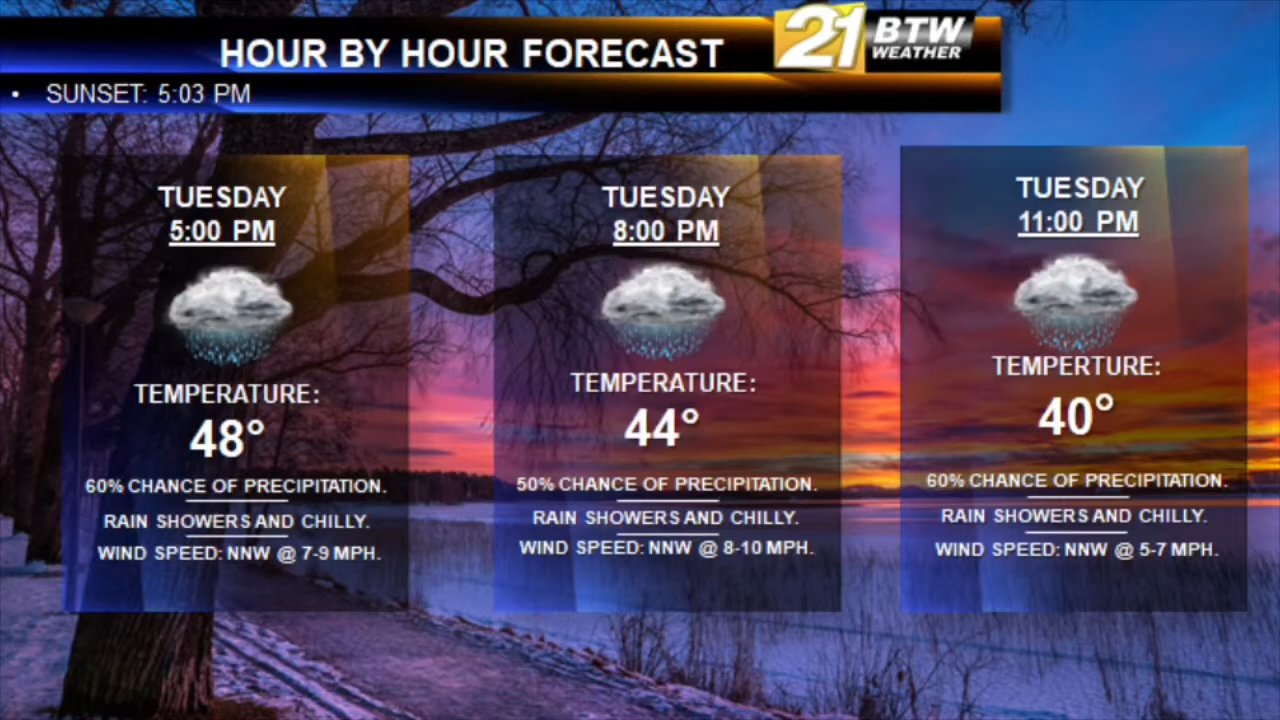 HOUR BY HOUR FORECAST
21 BTW
WEATHER
• SUNSET: 5:03 PM
TUESDAY
5:00 PM
TEMPERATURE:
48°
60% CHANCE OF PRECIPITATION.
RAIN SHOWERS AND CHILLY.
WIND SPEED: NNW @ 7-9 MPH.
TUESDAY
8:00 PM
TEMPERATURE:
44°
50% CHANCE OF PRECIPITATION.
RAIN SHOWERS AND CHILLY.
WIND SPEED: NNW @ 8-10 MPH.
TUESDAY
11:00 PM
TEMPERTURE:
40°
60% CHANCE OF PRECIPITATION.
RAIN SHOWERS AND CHILLY.
WIND SPEED: NNW @ 5-7 MPH.